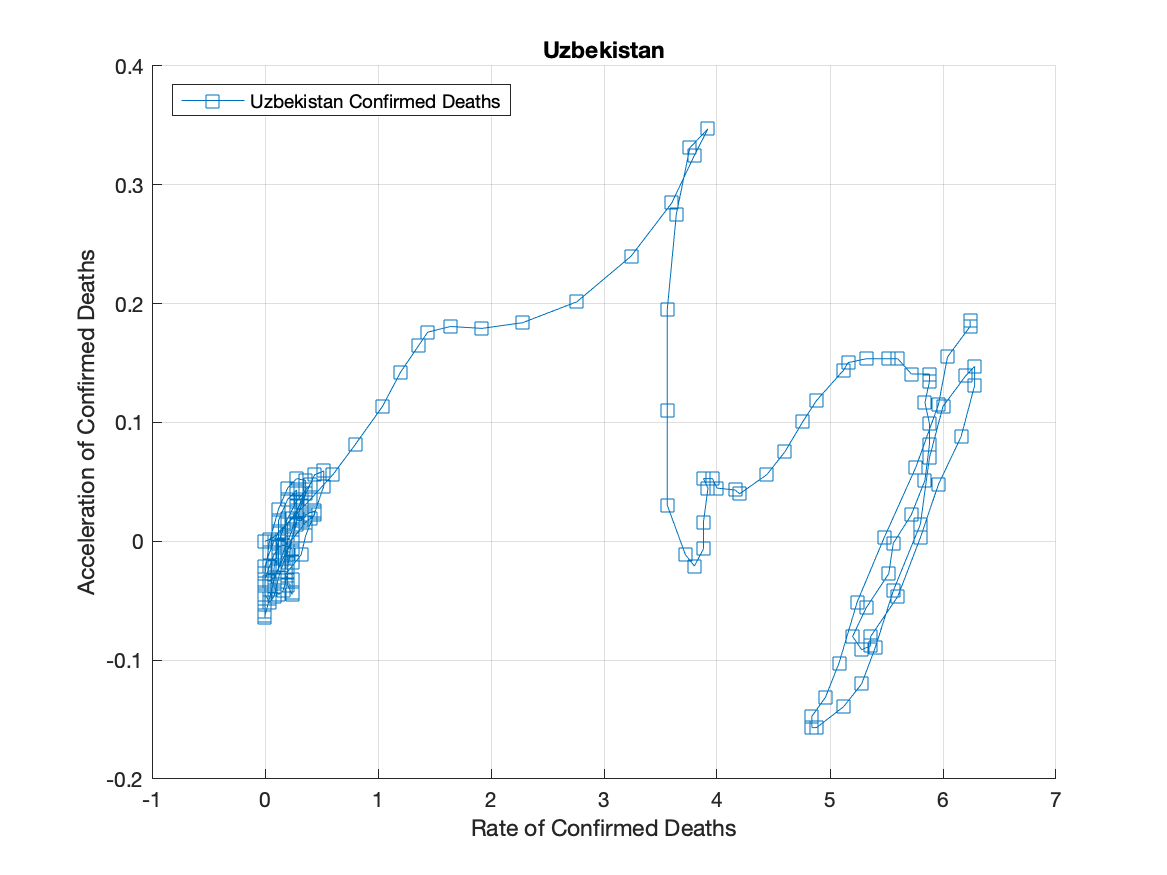 Uzbekistan
Uzbekistan Confirmed Deaths
0.4
0.3
0.2
0.1
0
-0.1
-0.2
Acceleration of Confirmed Deaths
-1 0 1 2 3 4 5 6 7
Rate of Confirmed Deaths